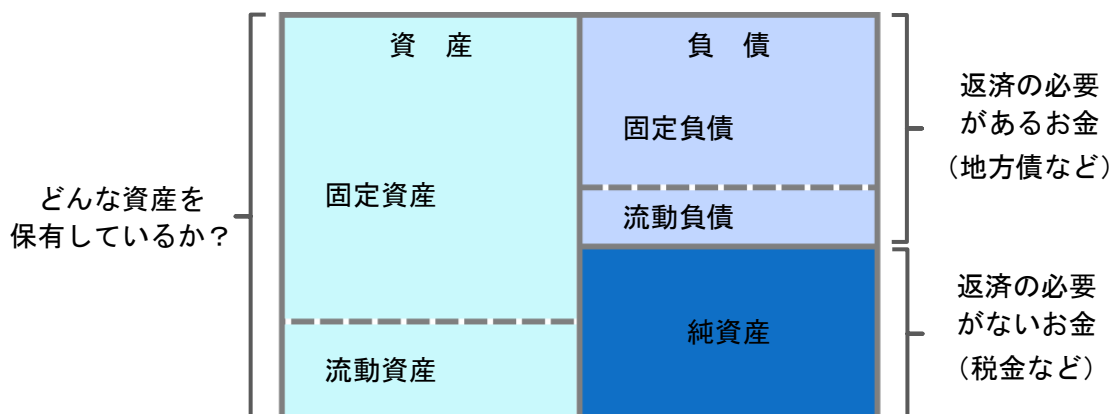 どんな資産を
保有しているか？
資　産
固定資産
流動資産
負　債
固定負債
流動負債
純資産
返済の必要
があるお金
（地方債など）
返済の必要
がないお金
（税金など）